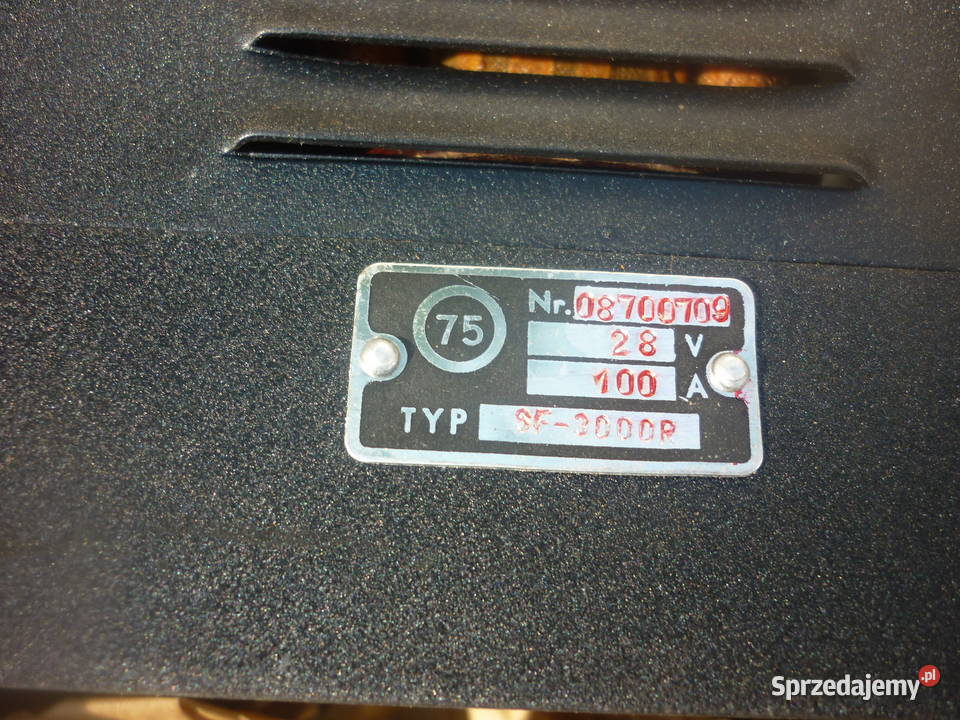 75
Nr. 08700709
28 V
100 A
TYP SF-3000R
Sprzedajemy.pl